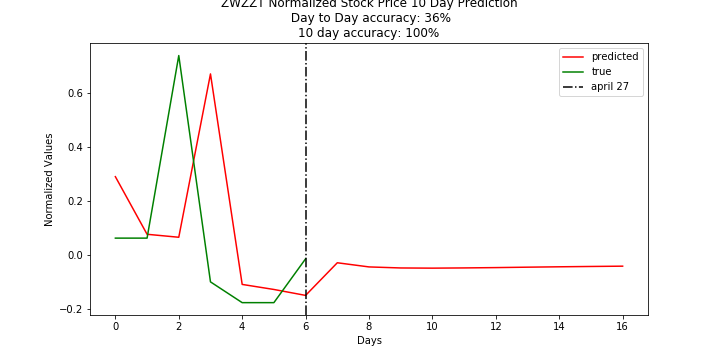 ZWZZT Normalized Stock Price 10 Day Prediction
Day to Day accuracy: 36%
10 day accuracy: 100%
predicted
true
april 27
Normalized Values
0.6
0.4
0.2
0.0
−0.2
0 2 4 6 8 10 12 14 16
Days